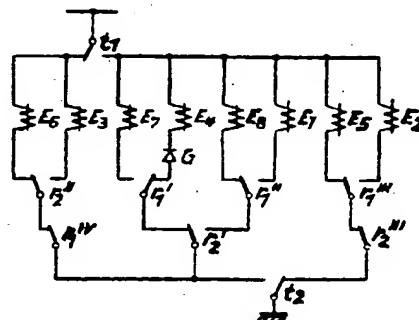 t1
E6 E3 E7 E4 E8 E1 E5 E2
G
r2" r1' r1" r1'''
r1IV r2' r2'''
t2